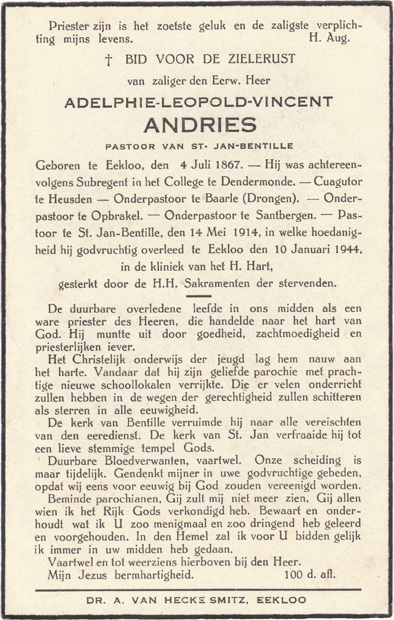 Priester zijn is het zoetste geluk en de zaligste verplich-
ting mijns levens. H. Aug.
† BID VOOR DE ZIELERUST
van zaliger den Eerw. Heer
ADELPHIE-LEOPOLD-VINCENT
ANDRIES
PASTOOR VAN ST- JAN-BENTILLE
Geboren te Eekloo, den 4 Juli 1867. — Hij was achtereen-
volgens Subregent in het College te Dendermonde. — Cuagutor
te Heusden — Onderpastoor te Baarle (Drongen). — Onder-
pastoor te Opbrakel. — Onderpastoor te Santbergen. — Pas-
toor te St. Jan-Bentille, den 14 Mei 1914, in welke hoedanig-
heid hij godvruchtig overleed te Eekloo den 10 Januari 1944,
in de kliniek van het H. Hart,
gesterkt door de H.H. Sakramenten der stervenden.
De duurbare overledene leefde in ons midden als een
ware priester des Heeren, die handelde naar het hart van
God. Hij muntte uit door goedheid, zachtmoedigheid en
priesterlijken iever.
Het Christelijk onderwijs der jeugd lag hem nauw aan
het harte. Vandaar dat hij zijn geliefde parochie met prach-
tige nieuwe schoollokalen verrijkte. Die er velen onderricht
zullen hebben in de wegen der gerechtigheid zullen schitteren
als sterren in alle eeuwigheid.
De kerk van Bentille verruimde hij naar alle vereischten
van den eeredienst. De kerk van St. Jan verfraaide hij tot
een lieve stemmige tempel Gods.
Duurbare Bloedverwanten, vaartwel. Onze scheiding is
maar tijdelijk. Gendenkt mijner in uwe godvruchtige gebeden,
opdat wij eens voor eeuwig bij God zouden vereenigd worden.
Beminde parochianen, Gij zult mij niet meer zien. Gij allen
wien ik het Rijk Gods verkondigd heb. Bewaart en onder-
houdt wat ik U zoo menigmaal en zoo dringend heb geleerd
en voorgehouden. In den Hemel zal ik voor U bidden gelijk
ik immer in uw midden heb gedaan.
Vaartwel en tot weerziens hierboven bij den Heer.
Mijn Jezus bermhartigheid. 100 d. afl.
DR. A. VAN HECKE SMITZ, EEKLOO